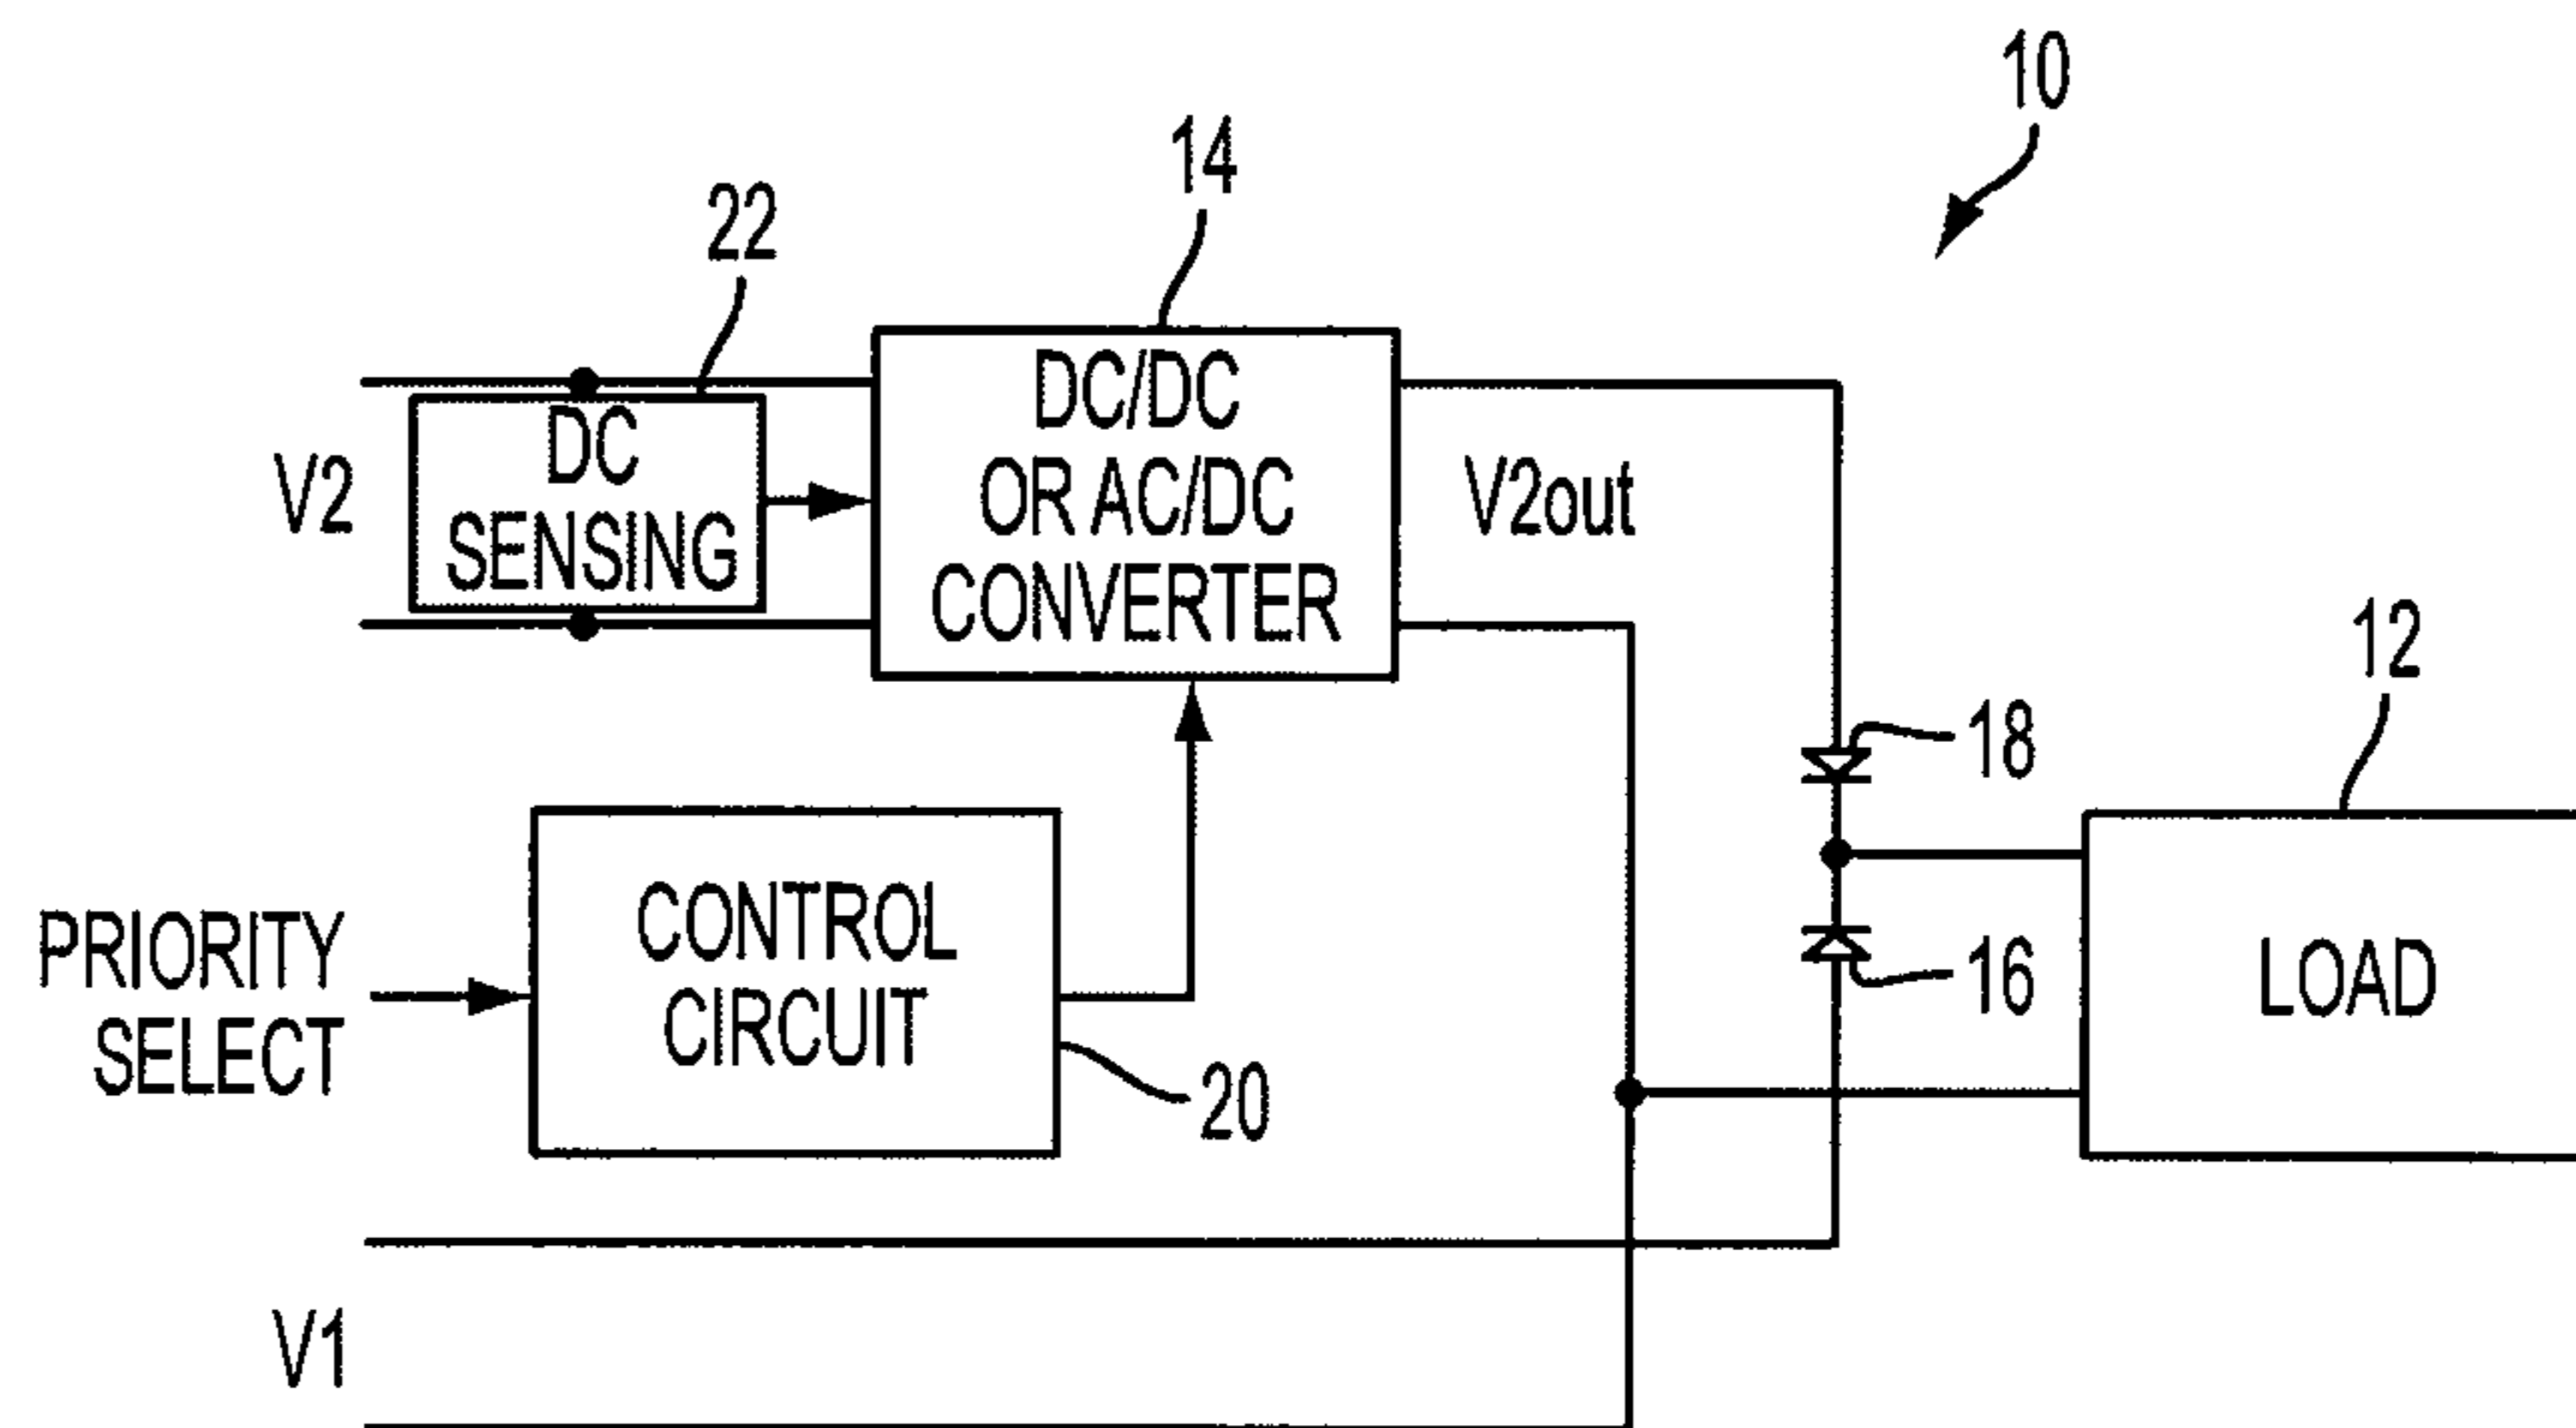 10
14
22
DC/DC
OR AC/DC
CONVERTER
DC
SENSING
V2
V2out
12
18
16
LOAD
CONTROL
CIRCUIT
PRIORITY
SELECT
20
V1